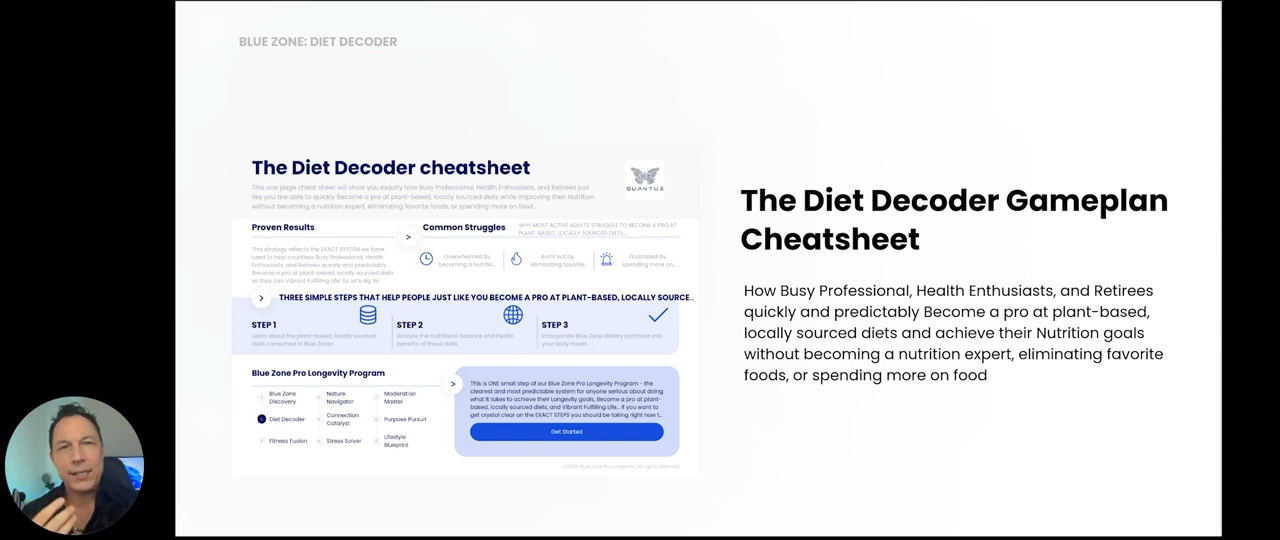 BLUE ZONE: DIET DECODER
The Diet Decoder cheatsheet
This one page cheat sheet will show you exactly how Busy Professional, Health Enthusiasts, and Retirees just
like you are able to quickly Become a pro at plant-based, locally sourced diets while improving their Nutrition
without becoming a nutrition expert, eliminating favorite foods, or spending more on food...
QUANTUS
Proven Results
This strategy reflects the EXACT SYSTEM we have
used to help countless Busy Professional, Health
Enthusiasts, and Retirees quickly and predictably
Become a pro at plant-based, locally sourced diets
so they can Vibrant Fulfilling Life. So let's dig in!
>
Common Struggles
WHY MOST ACTIVE ADULTS STRUGGLE TO BECOME A PRO AT
PLANT-BASED, LOCALLY SOURCED DIETS...
Overwhelmed by
becoming a nutritio...
Burnt out by
eliminating favorite...
Frustrated by
spending more on...
>
THREE SIMPLE STEPS THAT HELP PEOPLE JUST LIKE YOU BECOME A PRO AT PLANT-BASED, LOCALLY SOURCE...
STEP 1
Learn about the plant-based, locally sourced
diets consumed in Blue Zones
STEP 2
Analyze the nutritional balance and health
benefits of these diets
STEP 3
Incorporate Blue Zone dietary practices into
your daily meals
Blue Zone Pro Longevity Program
Blue Zone
Discovery
Nature
Navigator
Moderation
Master
Diet Decoder
Connection
Catalyst
Purpose Pursuit
Fitness Fusion
Stress Solver
Lifestyle
Blueprint
>
This is ONE small step of our Blue Zone Pro Longevity Program - the
clearest and most predictable system for anyone serious about doing
what it takes to achieve their Longevity goals, Become a pro at plant-
based, locally sourced diets, and Vibrant Fulfilling Life... If you want to
get crystal clear on the EXACT STEPS you should be taking right now t...
Get Started
©2024 Blue Zone Pro Longevity. All rights reserved.
The Diet Decoder Gameplan
Cheatsheet
How Busy Professional, Health Enthusiasts, and Retirees
quickly and predictably Become a pro at plant-based,
locally sourced diets and achieve their Nutrition goals
without becoming a nutrition expert, eliminating favorite
foods, or spending more on food